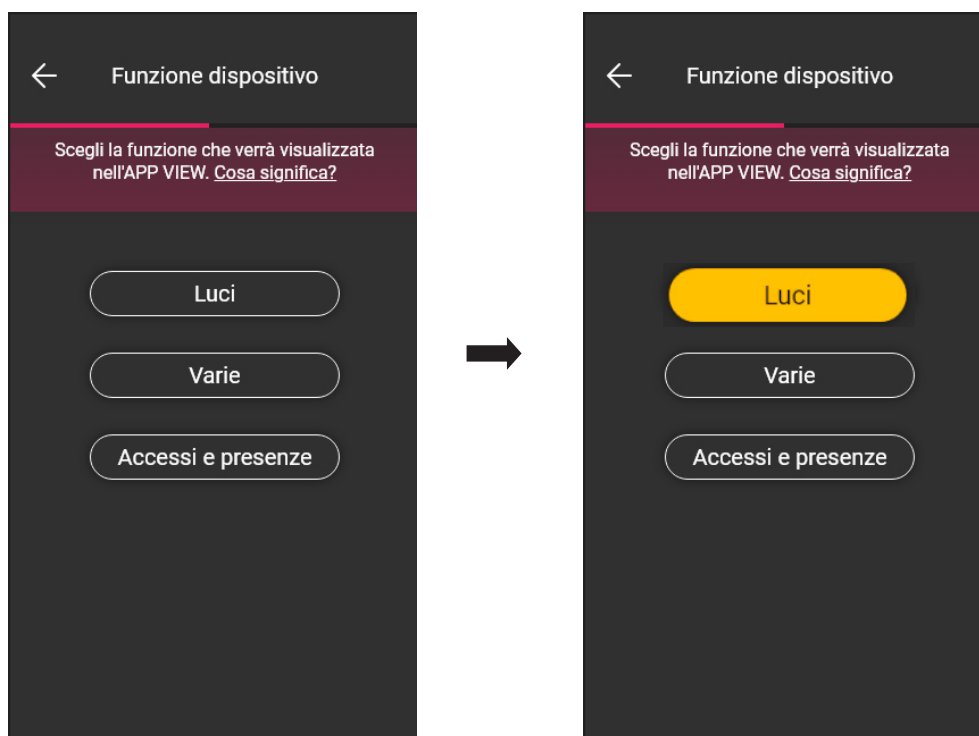 Funzione dispositivo
Scegli la funzione che verrà visualizzata
nell'APP VIEW. Cosa significa?
Luci
Varie
Accessi e presenze
Funzione dispositivo
Scegli la funzione che verrà visualizzata
nell'APP VIEW. Cosa significa?
Luci
Varie
Accessi e presenze